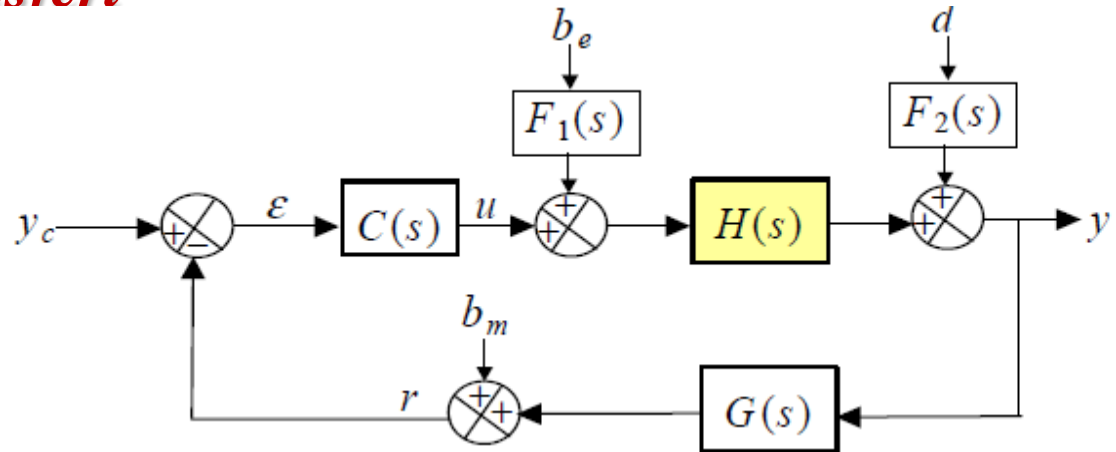 b_e
d
F_1(s)
F_2(s)
y_c
+
−
ε
C(s)
u
+
+
H(s)
+
+
y
b_m
r
+
+
G(s)